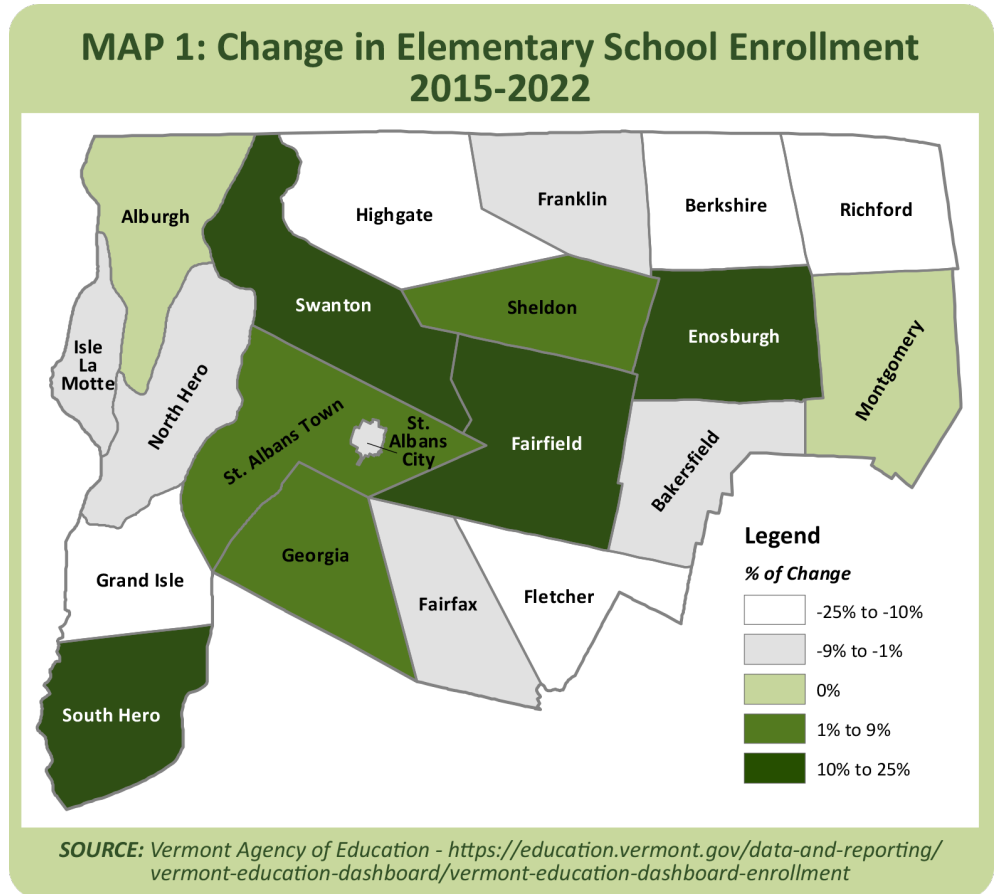 MAP 1: Change in Elementary School Enrollment
2015-2022
Alburgh
Highgate
Franklin
Berkshire
Richford
Swanton
Sheldon
Enosburgh
Montgomery
Isle
La
Motte
North Hero
St. Albans Town
St.
Albans
City
Fairfield
Bakersfield
Grand Isle
Georgia
Fairfax
Fletcher
South Hero
Legend
% of Change
-25% to -10%
-9% to -1%
0%
1% to 9%
10% to 25%
SOURCE: Vermont Agency of Education - https://education.vermont.gov/data-and-reporting/
vermont-education-dashboard/vermont-education-dashboard-enrollment